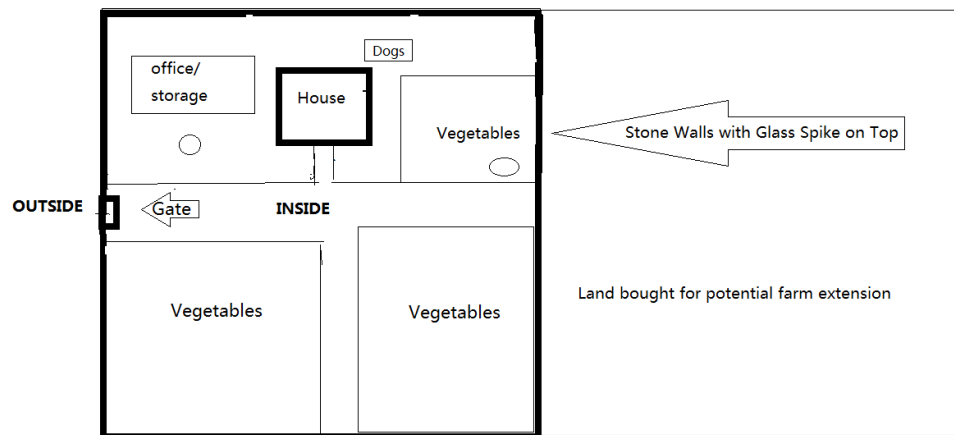 Dogs
office/
storage
House
Vegetables
Stone Walls with Glass Spike on Top
OUTSIDE
Gate
INSIDE
Land bought for potential farm extension
Vegetables
Vegetables